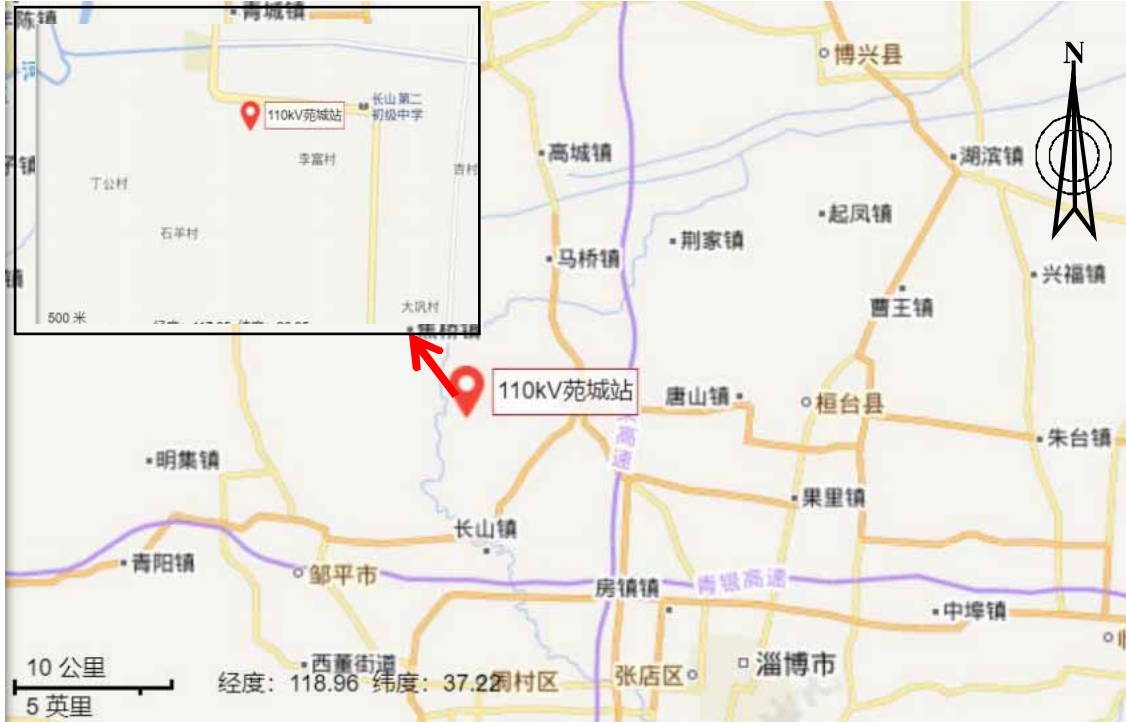 青城镇
长山第二
初级中学
110kV苑城站
李富村
吉村
丁公村
石羊村
大巩村
500 米
博兴县
N
高城镇
湖滨镇
起凤镇
荆家镇
马桥镇
兴福镇
曹王镇
焦桥镇
110kV苑城站
唐山镇
桓台县
高速
朱台镇
明集镇
果里镇
长山镇
青阳镇
邹平市
房镇镇
青银高速
中埠镇
10 公里
西董街道
经度：118.96 纬度：37.22
周村区
张店区
淄博市
5 英里